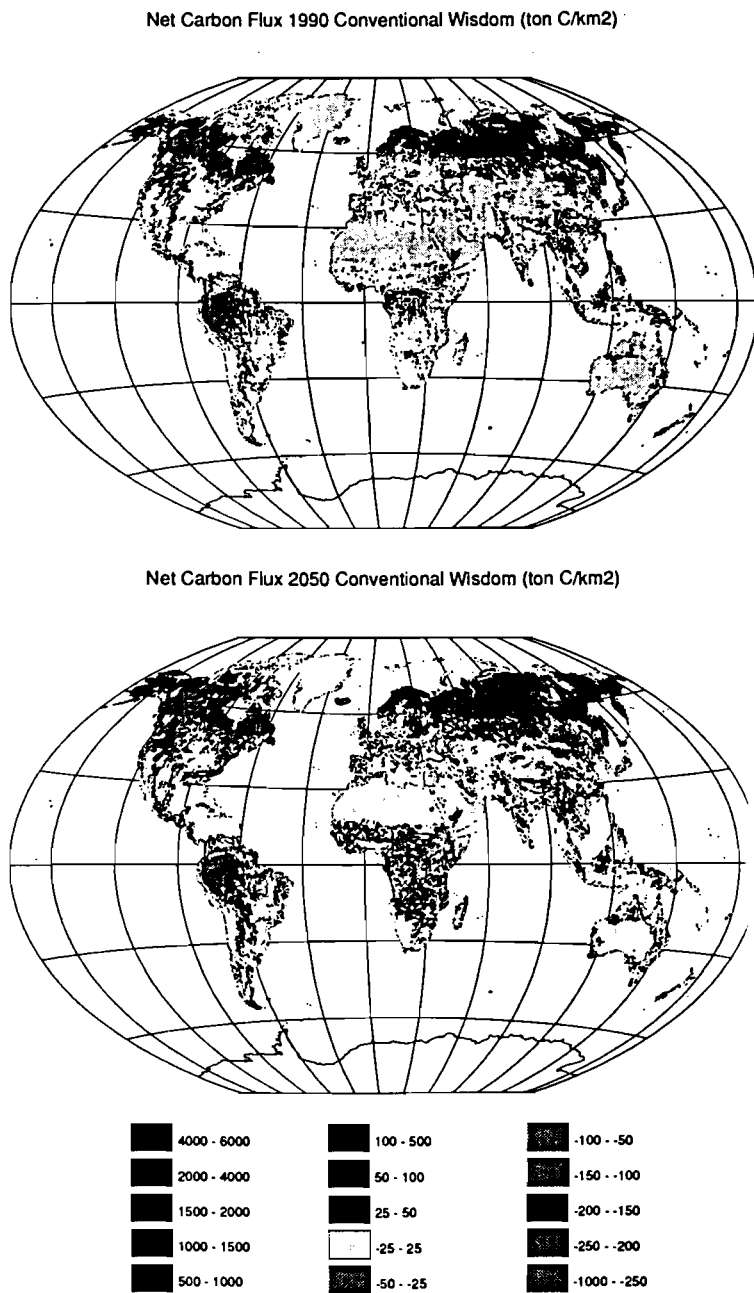 Net Carbon Flux 1990 Conventional Wisdom (ton C/km2)
Net Carbon Flux 2050 Conventional Wisdom (ton C/km2)
4000 - 6000
2000 - 4000
1500 - 2000
1000 - 1500
500 - 1000
100 - 500
50 - 100
25 - 50
-25 - 25
-50 - -25
-100 - -50
-150 - -100
-200 - -150
-250 - -200
-1000 - -250